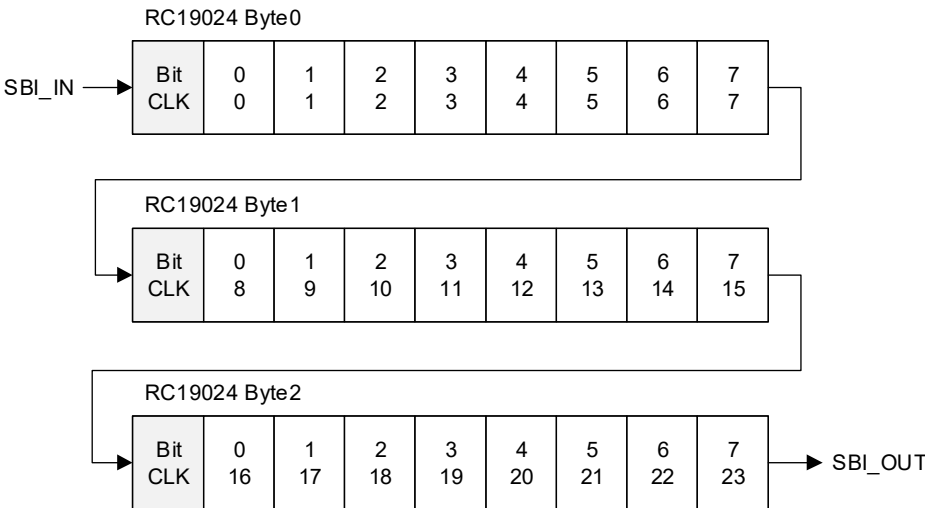 RC19024 Byte0
SBI_IN
Bit 0 1 2 3 4 5 6 7
CLK 0 1 2 3 4 5 6 7
RC19024 Byte1
Bit 0 1 2 3 4 5 6 7
CLK 8 9 10 11 12 13 14 15
RC19024 Byte2
Bit 0 1 2 3 4 5 6 7
CLK 16 17 18 19 20 21 22 23
SBI_OUT